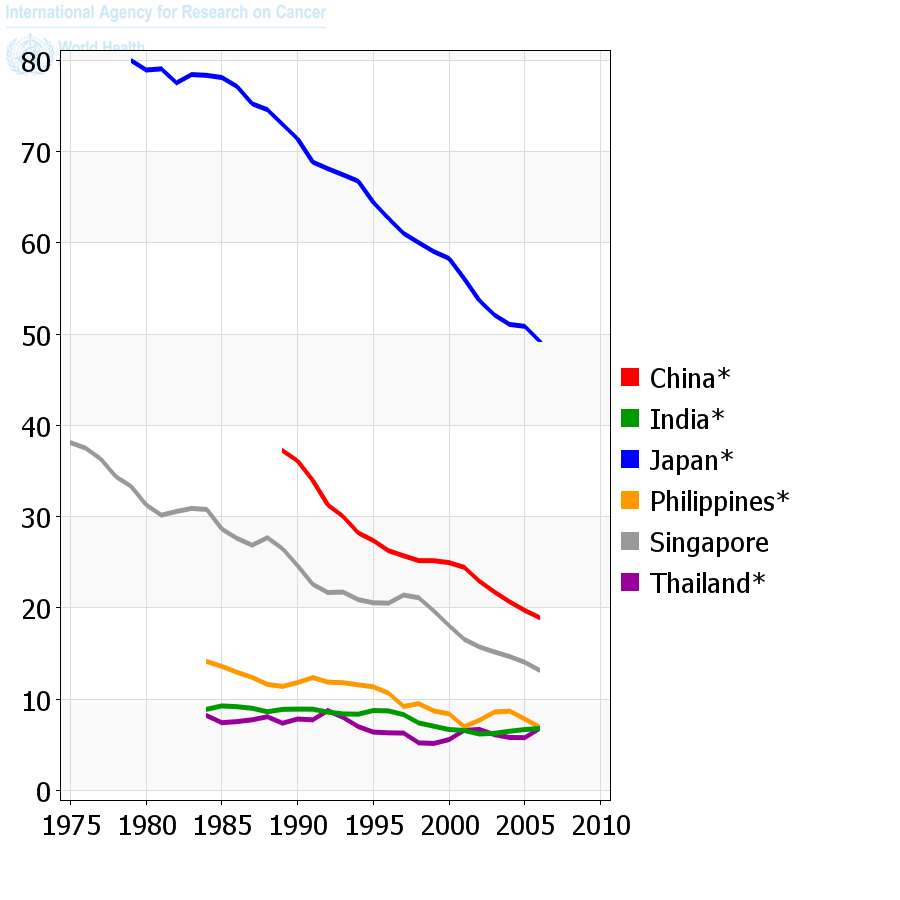 International Agency for Research on Cancer
World Health
80
70
60
50
40
30
20
10
0
1975 1980 1985 1990 1995 2000 2005 2010
China*
India*
Japan*
Philippines*
Singapore
Thailand*